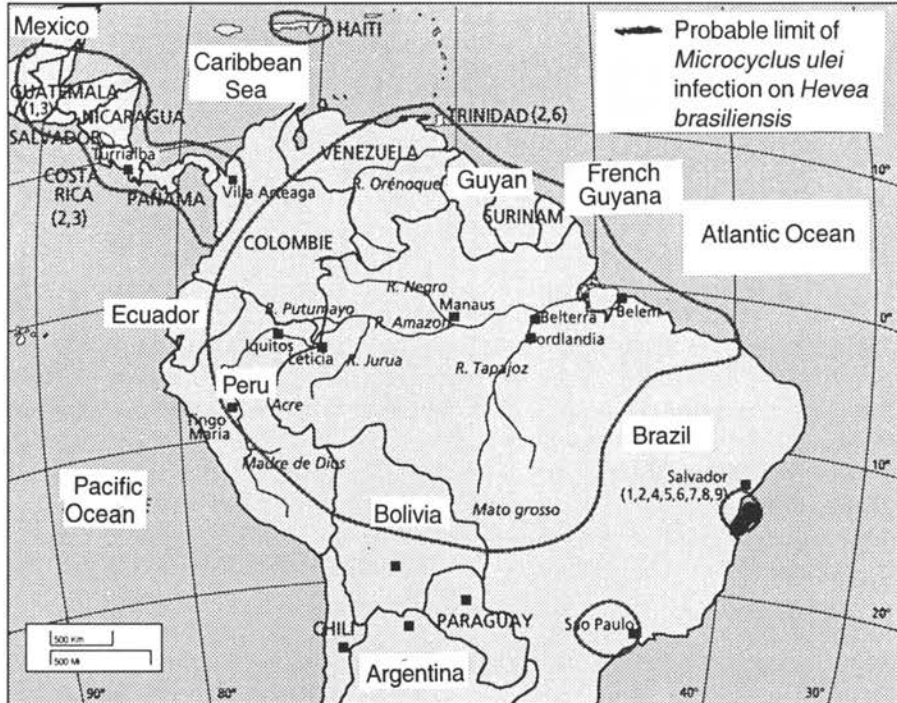 Mexico
HAITI
Probable limit of
Microcyclus ulei
infection on Hevea
brasiliensis
Caribbean
Sea
GUATEMALA
(1,3)
NICARAGUA
SALVADOR
TRINIDAD (2,6)
Turrialba
COSTA
RICA
(2,3)
PANAMA
Villa Arteaga
VENEZUELA
R. Orénoque
Guyan
French
Guyana
SURINAM
10°
COLOMBIE
Atlantic Ocean
R. Negro
Ecuador
R. Putumayo
Manaus
R. Amazon
Belterra
Belem
0°
Iquitos
Leticia
R. Jurua
Fordlandia
R. Tapajoz
Peru
Acre
Tingo
Maria
Brazil
Madre de Dios
Salvador
(1,2,4,5,6,7,8,9)
10°
Pacific
Ocean
Bolivia
Mato grosso
CHILI
PARAGUAY
Sao Paulo
20°
500 Km
500 Mi
Argentina
90°
80°
40°
30°